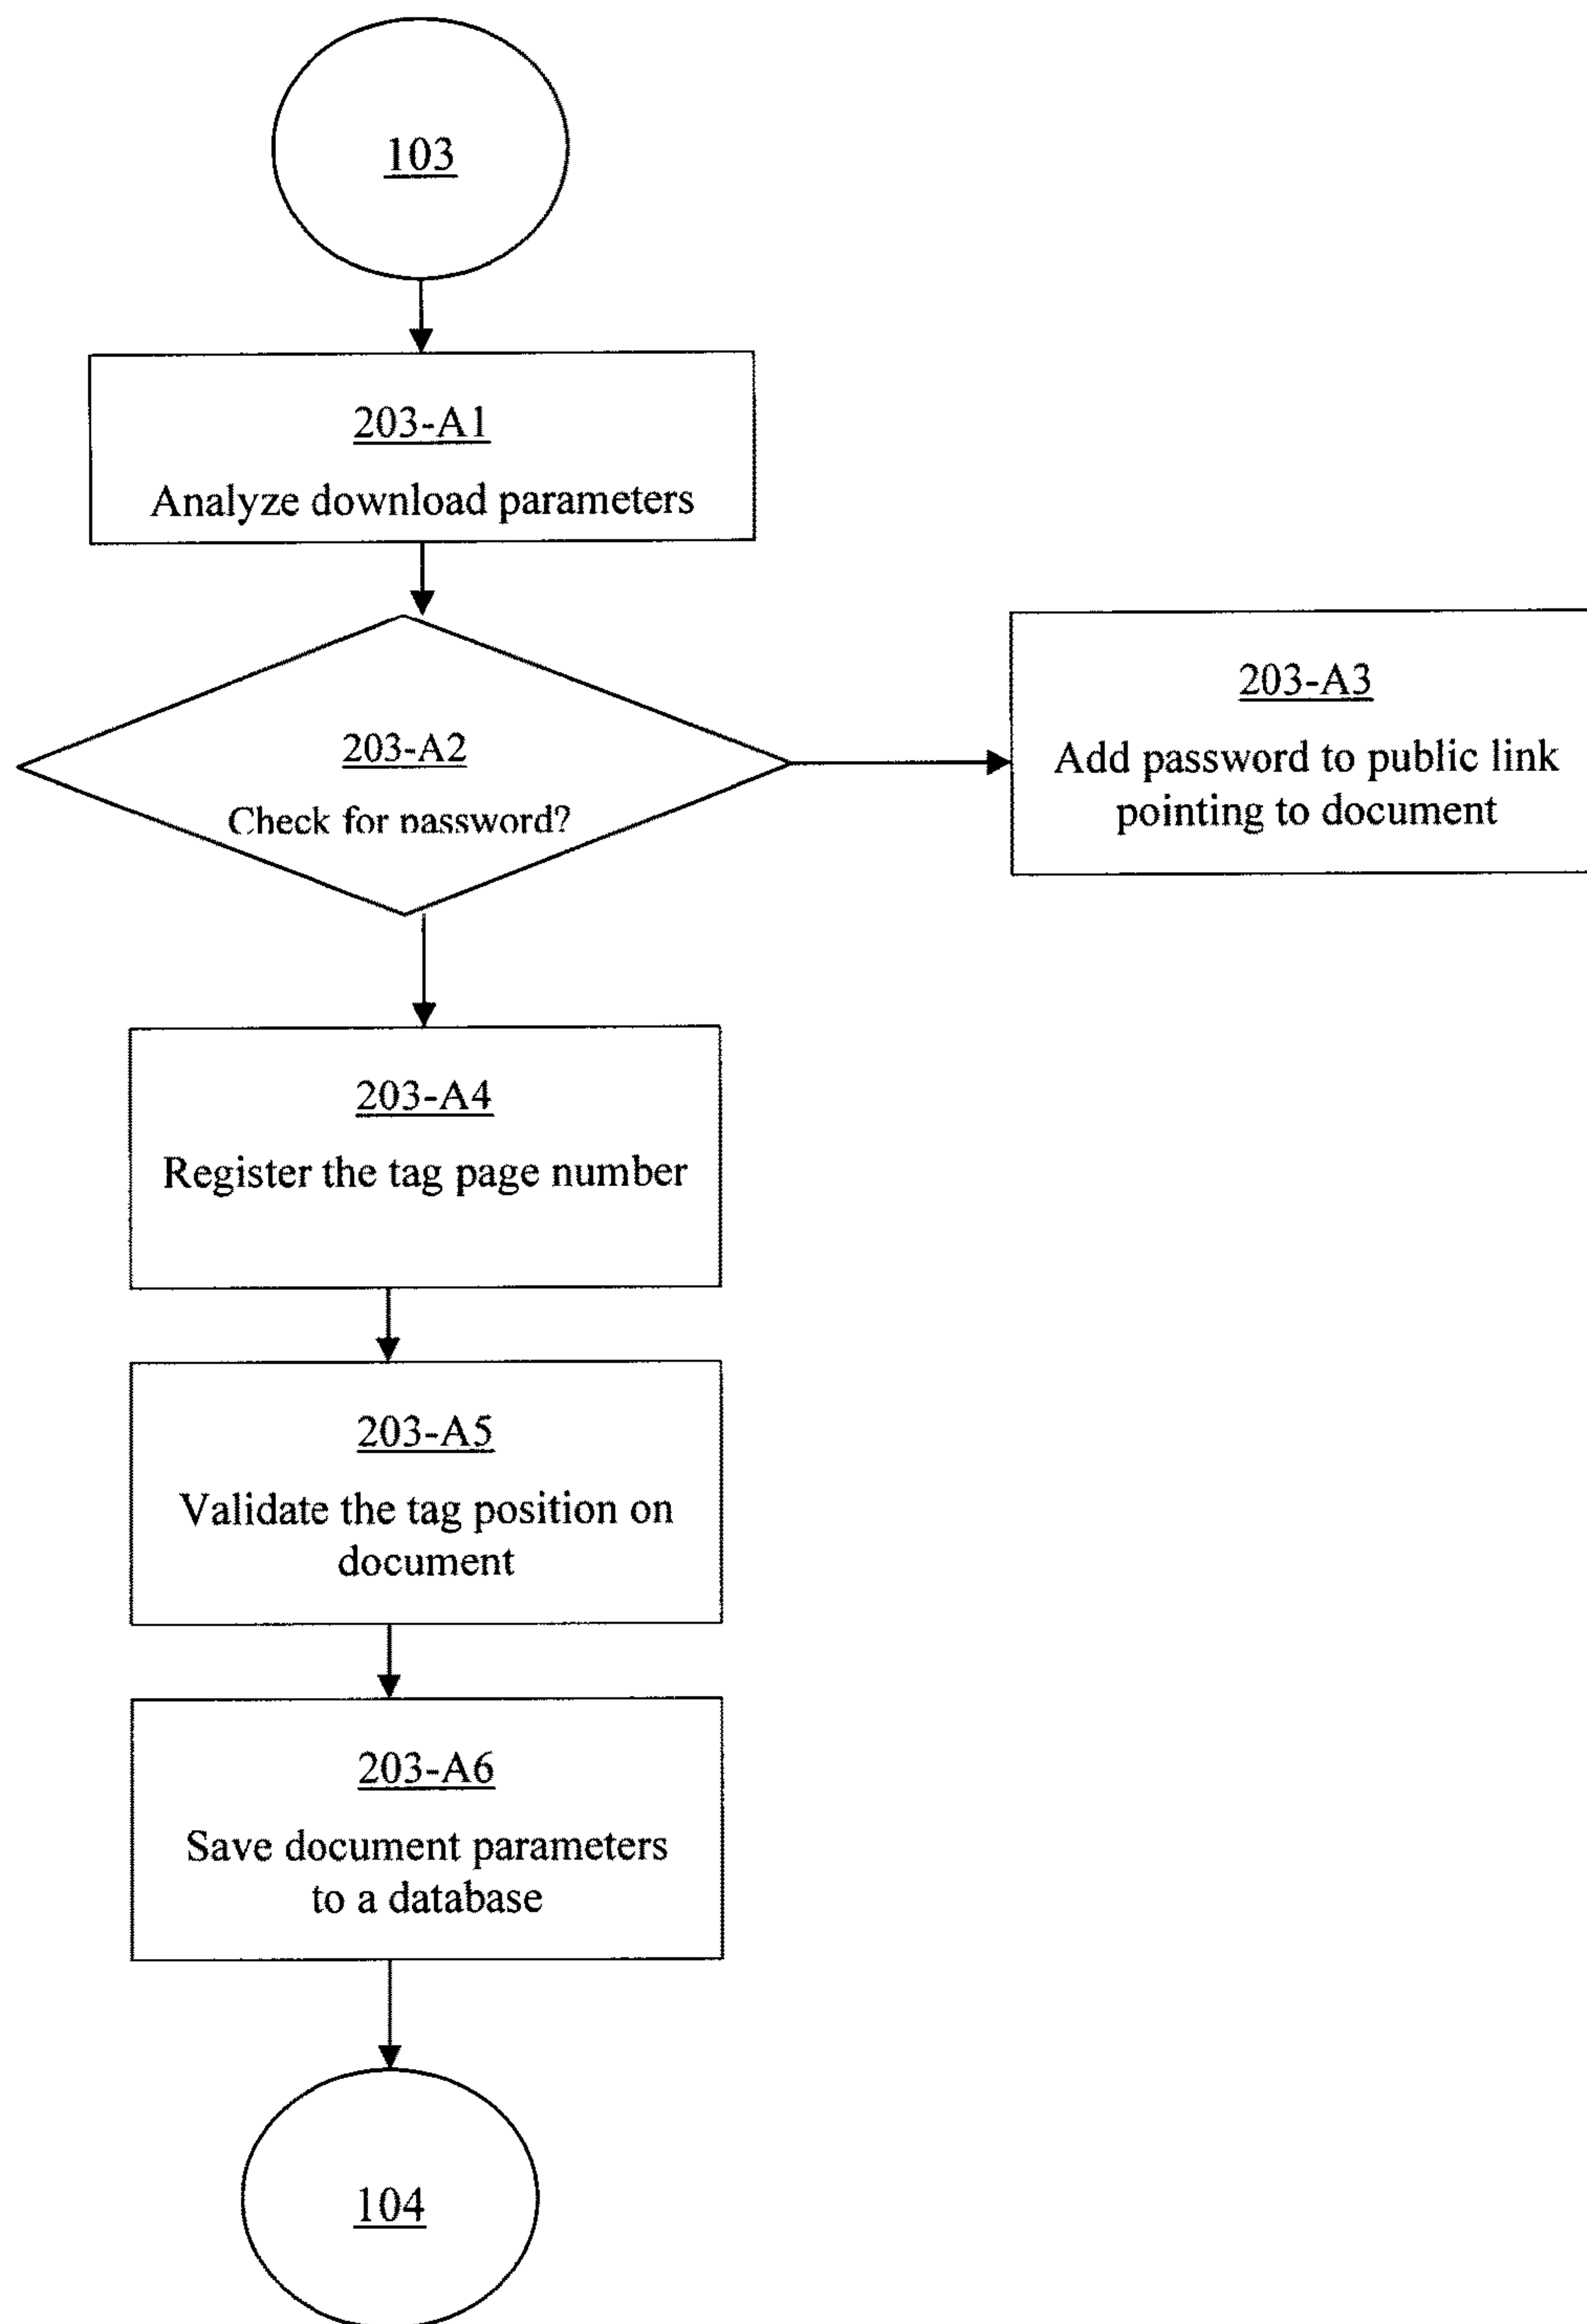 103
203-A1
Analyze download parameters
203-A2
Check for password?
203-A3
Add password to public link
pointing to document
203-A4
Register the tag page number
203-A5
Validate the tag position on
document
203-A6
Save document parameters
to a database
104